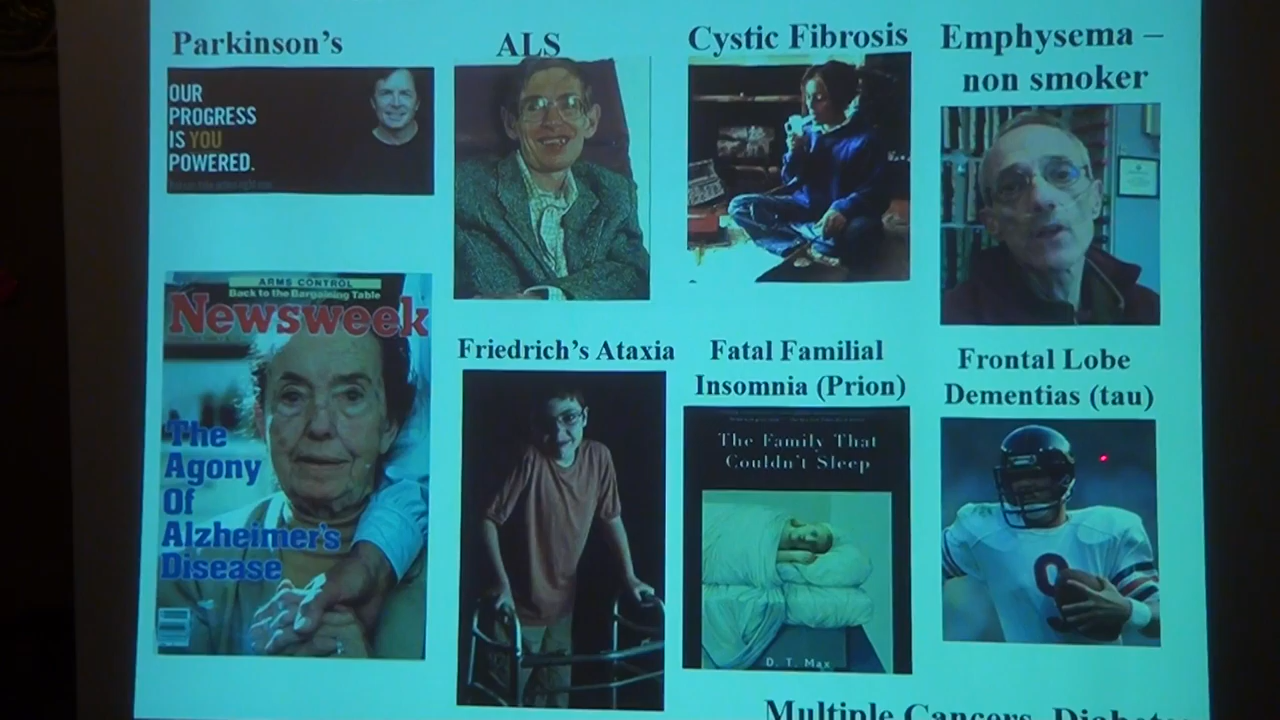 Parkinson's
OUR
PROGRESS
IS YOU
POWERED.
ALS
Cystic Fibrosis
Emphysema –
non smoker
ARMS CONTROL
Back to the Bargaining Table
Newsweek
The
Agony
Of
Alzheimer's
Disease
Friedrich's Ataxia
Fatal Familial
Insomnia (Prion)
The Family That
Couldn't Sleep
D. T. Max
Frontal Lobe
Dementias (tau)
9
Multiple Cancers, Diabetes